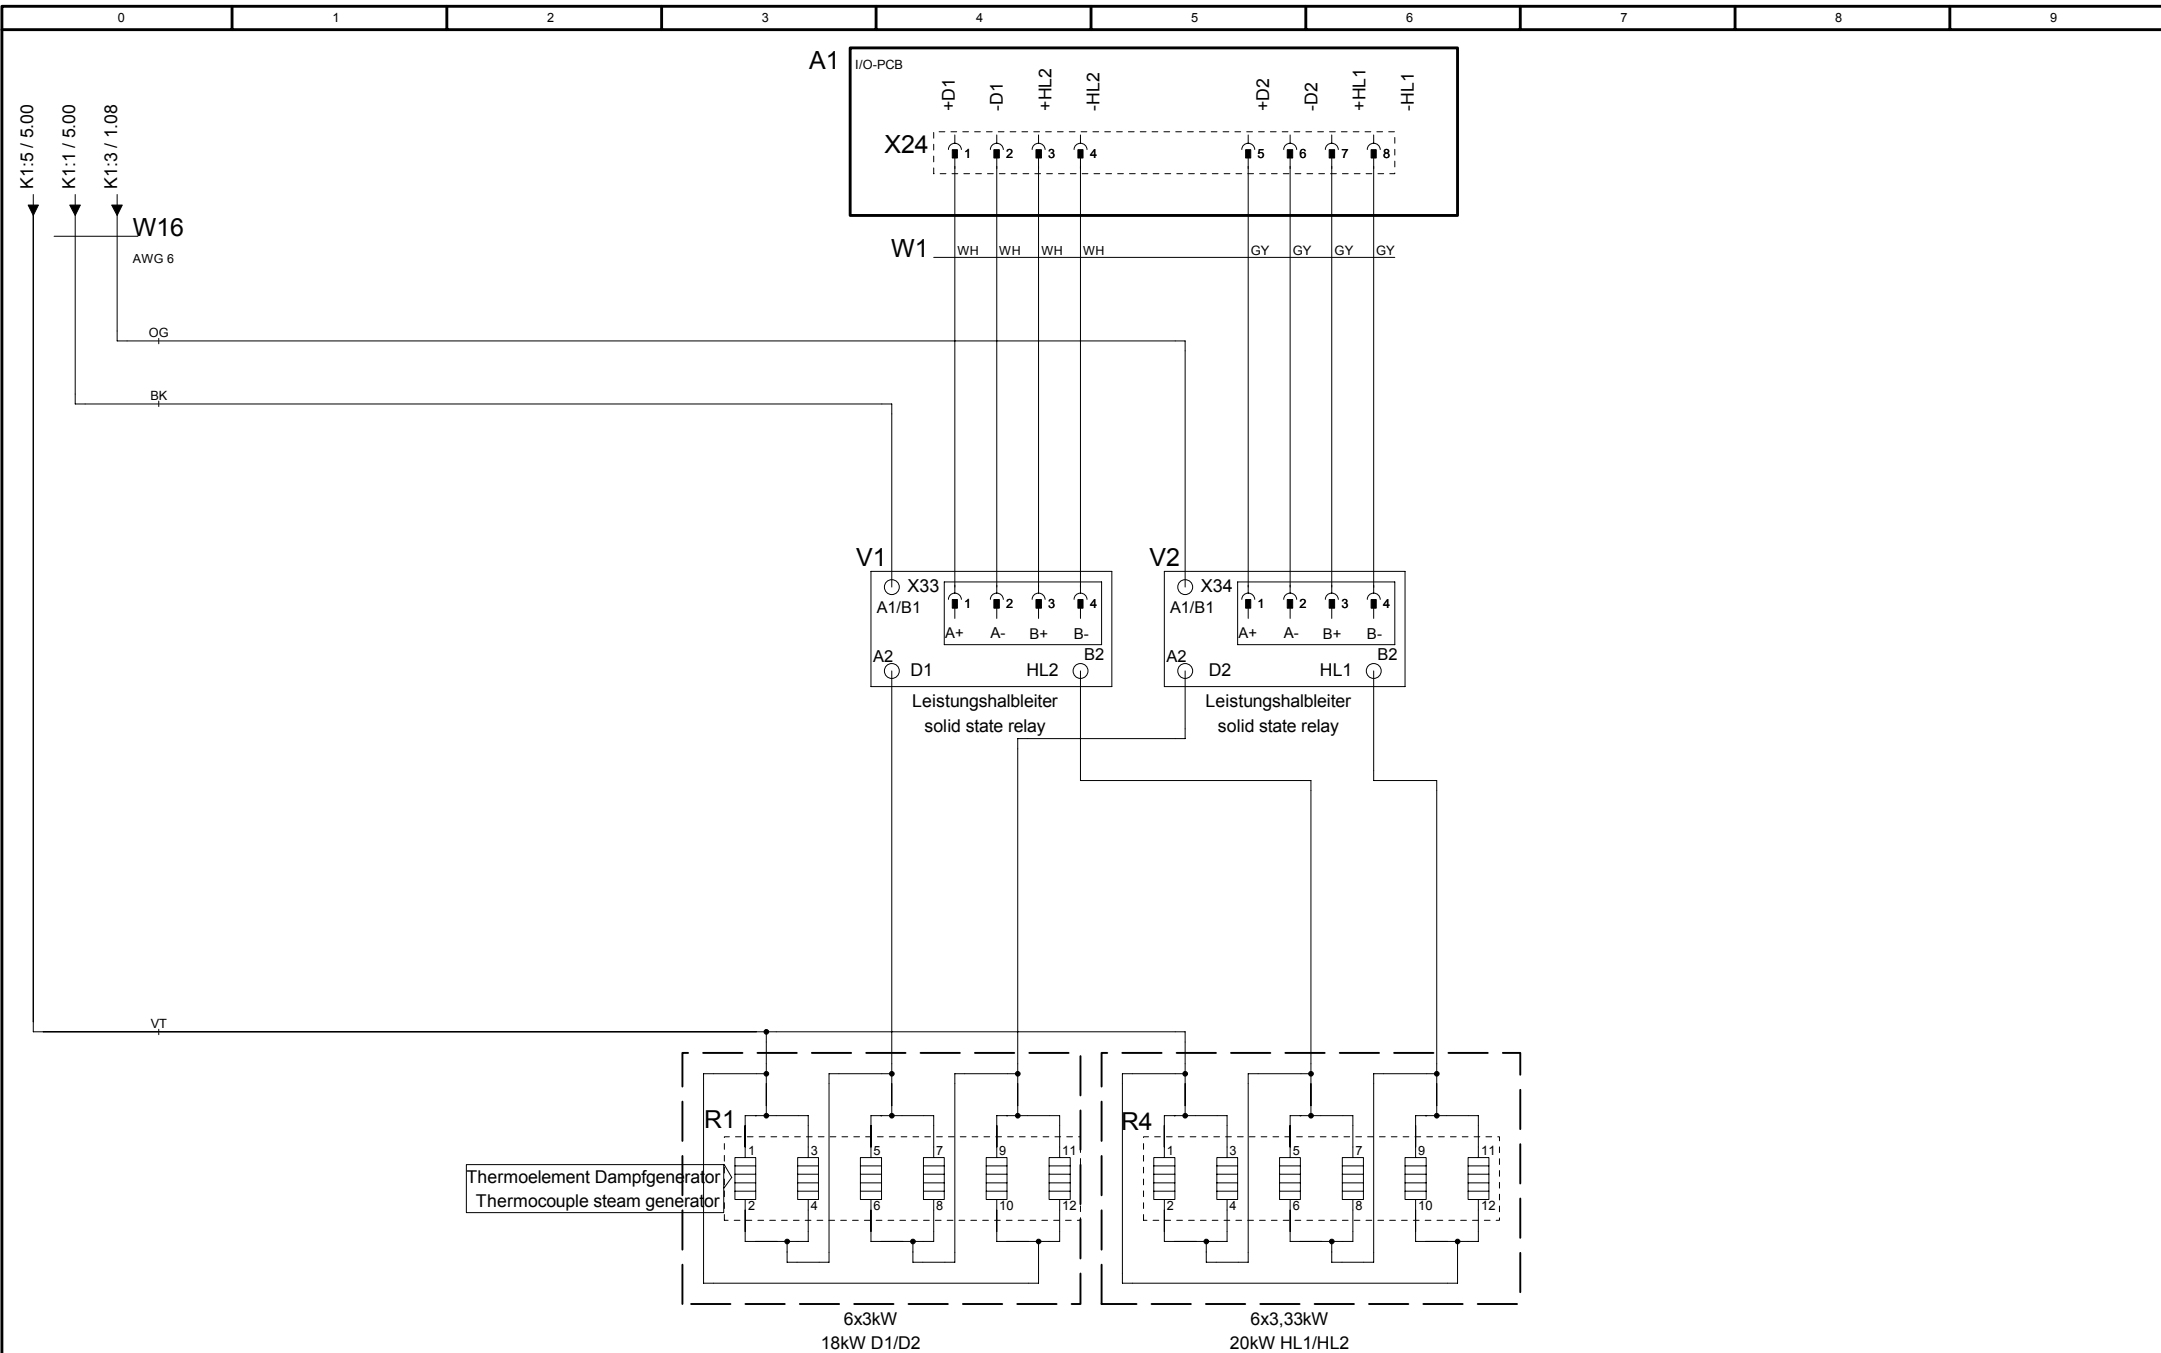 0 1 2 3 4 5 6 7 8 9
A1 I/O-PCB
+D1 -D1 +HL2 -HL2 +D2 -D2 +HL1 -HL1
K1:5 / 5.00
K1:1 / 5.00
K1:3 / 1.08
X24 1 2 3 4 5 6 7 8
W16
AWG 6
W1 WH WH WH WH GY GY GY GY
OG
BK
V1 V2
X33 1 2 3 4 X34 1 2 3 4
A1/B1 A+ A- B+ B- A1/B1 A+ A- B+ B-
A2 B2 A2 B2
D1 HL2 D2 HL1
Leistungshalbleiter Leistungshalbleiter
solid state relay solid state relay
VT
R1 R4
1 3 5 7 9 11 1 3 5 7 9 11
Thermoelement Dampfgenerator
Thermocouple steam generator
2 4 6 8 10 12 2 4 6 8 10 12
6x3kW 6x3,33kW
18kW D1/D2 20kW HL1/HL2